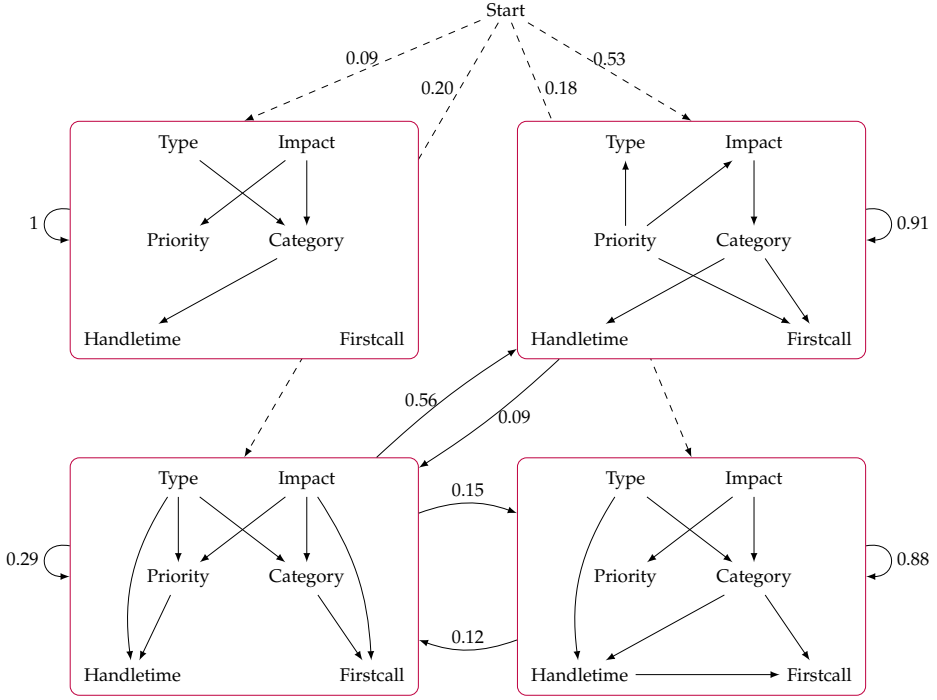 Start
0.09
0.53
0.20
0.18
Type Impact
Priority Category
Handletime Firstcall
1
Type Impact
Priority Category
Handletime Firstcall
0.91
0.56
0.09
Type Impact
Priority Category
Handletime Firstcall
0.29
0.15
0.12
Type Impact
Priority Category
Handletime Firstcall
0.88